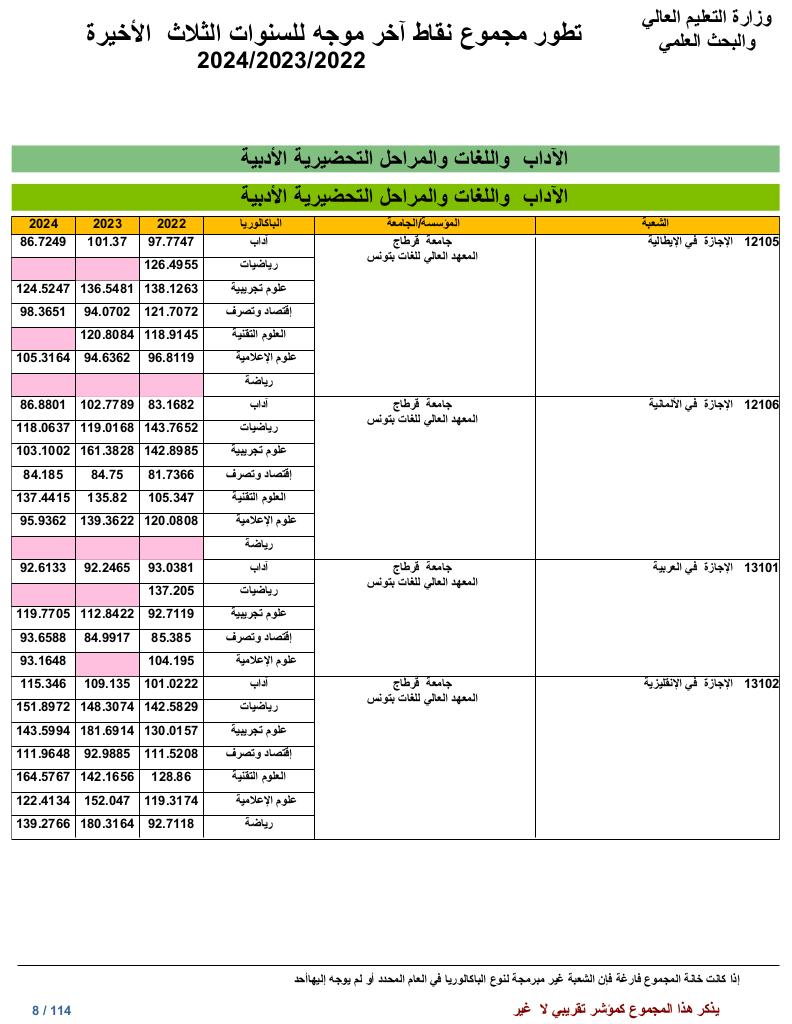 وزارة التعليم العالي
والبحث العلمي
تطور مجموع نقاط آخر موجه للسنوات الثلاث الأخيرة
2024/2023/2022
الآداب واللغات والمراحل التحضيرية الأدبية
الآداب واللغات والمراحل التحضيرية الأدبية
الشعبة المؤسسة/الجامعة الباكالوريا 2022 2023 2024
12105 الإجازة في الإيطالية جامعة قرطاج آداب 97.7747 101.37 86.7249
المعهد العالي للغات بتونس
رياضيات 126.4955
علوم تجريبية 138.1263 136.5481 124.5247
إقتصاد وتصرف 121.7072 94.0702 98.3651
العلوم التقنية 118.9145 120.8084
علوم الإعلامية 96.8119 94.6362 105.3164
رياضة
12106 الإجازة في الألمانية جامعة قرطاج آداب 83.1682 102.7789 86.8801
المعهد العالي للغات بتونس
رياضيات 143.7652 119.0168 118.0637
علوم تجريبية 142.8985 161.3828 103.1002
إقتصاد وتصرف 81.7366 84.75 84.185
العلوم التقنية 105.347 135.82 137.4415
علوم الإعلامية 120.0808 139.3622 95.9362
رياضة
13101 الإجازة في العربية جامعة قرطاج آداب 93.0381 92.2465 92.6133
المعهد العالي للغات بتونس
رياضيات 137.205
علوم تجريبية 92.7119 112.8422 119.7705
إقتصاد وتصرف 85.385 84.9917 93.6588
علوم الإعلامية 104.195 93.1648
13102 الإجازة في الإنقليزية جامعة قرطاج آداب 101.0222 109.135 115.346
المعهد العالي للغات بتونس
رياضيات 142.5829 148.3074 151.8972
علوم تجريبية 130.0157 181.6914 143.5994
إقتصاد وتصرف 111.5208 92.9885 111.9648
العلوم التقنية 128.86 142.1656 164.5767
علوم الإعلامية 119.3174 152.047 122.4134
رياضة 92.7118 180.3164 139.2766
إذا كانت خانة المجموع فارغة فإن الشعبة غير مبرمجة لنوع الباكالوريا في العام المحدد أو لم يوجه إليهاأحد
يذكر هذا المجموع كمؤشر تقريبي لا غير
8 / 114